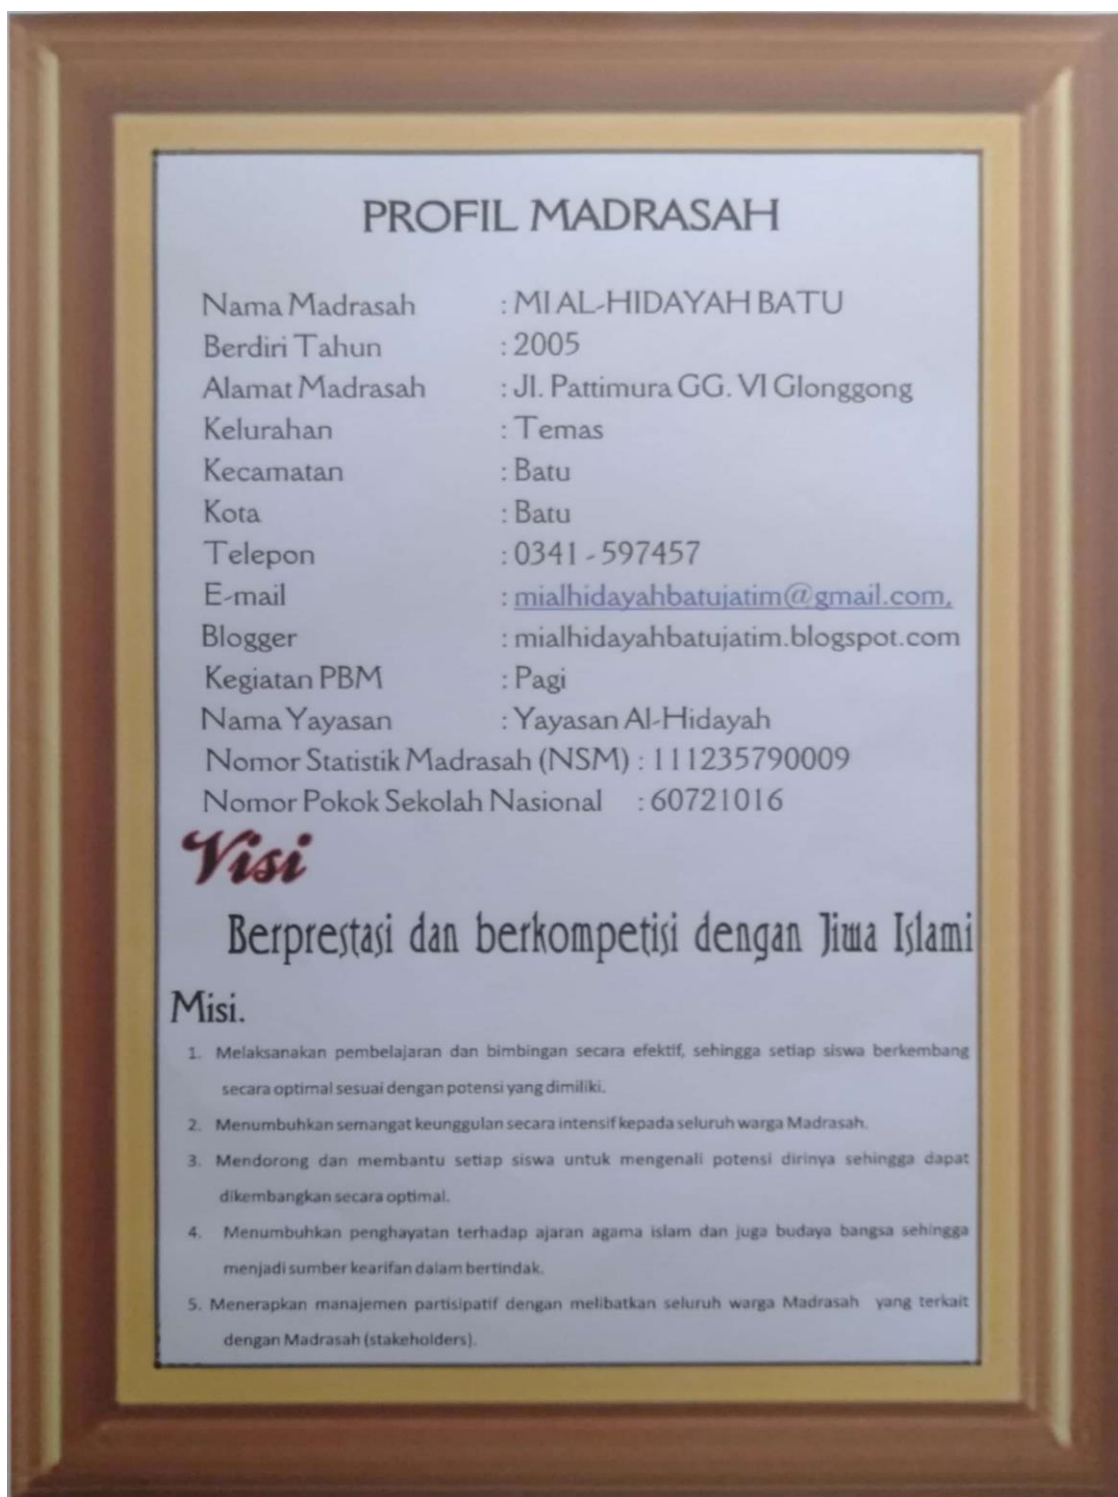 PROFIL MADRASAH
Nama Madrasah : MI AL-HIDAYAH BATU
Berdiri Tahun : 2005
Alamat Madrasah : Jl. Pattimura GG. VI Glonggong
Kelurahan : Temas
Kecamatan : Batu
Kota : Batu
Telepon : 0341 - 597457
E-mail : mialhidayahbatujatim@gmail.com,
Blogger : mialhidayahbatujatim.blogspot.com
Kegiatan PBM : Pagi
Nama Yayasan : Yayasan Al-Hidayah
Nomor Statistik Madrasah (NSM) : 111235790009
Nomor Pokok Sekolah Nasional : 60721016
Visi
Berprestasi dan berkompetisi dengan Jiwa Islami
Misi.
1. Melaksanakan pembelajaran dan bimbingan secara efektif, sehingga setiap siswa berkembang
secara optimal sesuai dengan potensi yang dimiliki.
2. Menumbuhkan semangat keunggulan secara intensif kepada seluruh warga Madrasah.
3. Mendorong dan membantu setiap siswa untuk mengenali potensi dirinya sehingga dapat
dikembangkan secara optimal.
4. Menumbuhkan penghayatan terhadap ajaran agama islam dan juga budaya bangsa sehingga
menjadi sumber kearifan dalam bertindak.
5. Menerapkan manajemen partisipatif dengan melibatkan seluruh warga Madrasah yang terkait
dengan Madrasah (stakeholders).